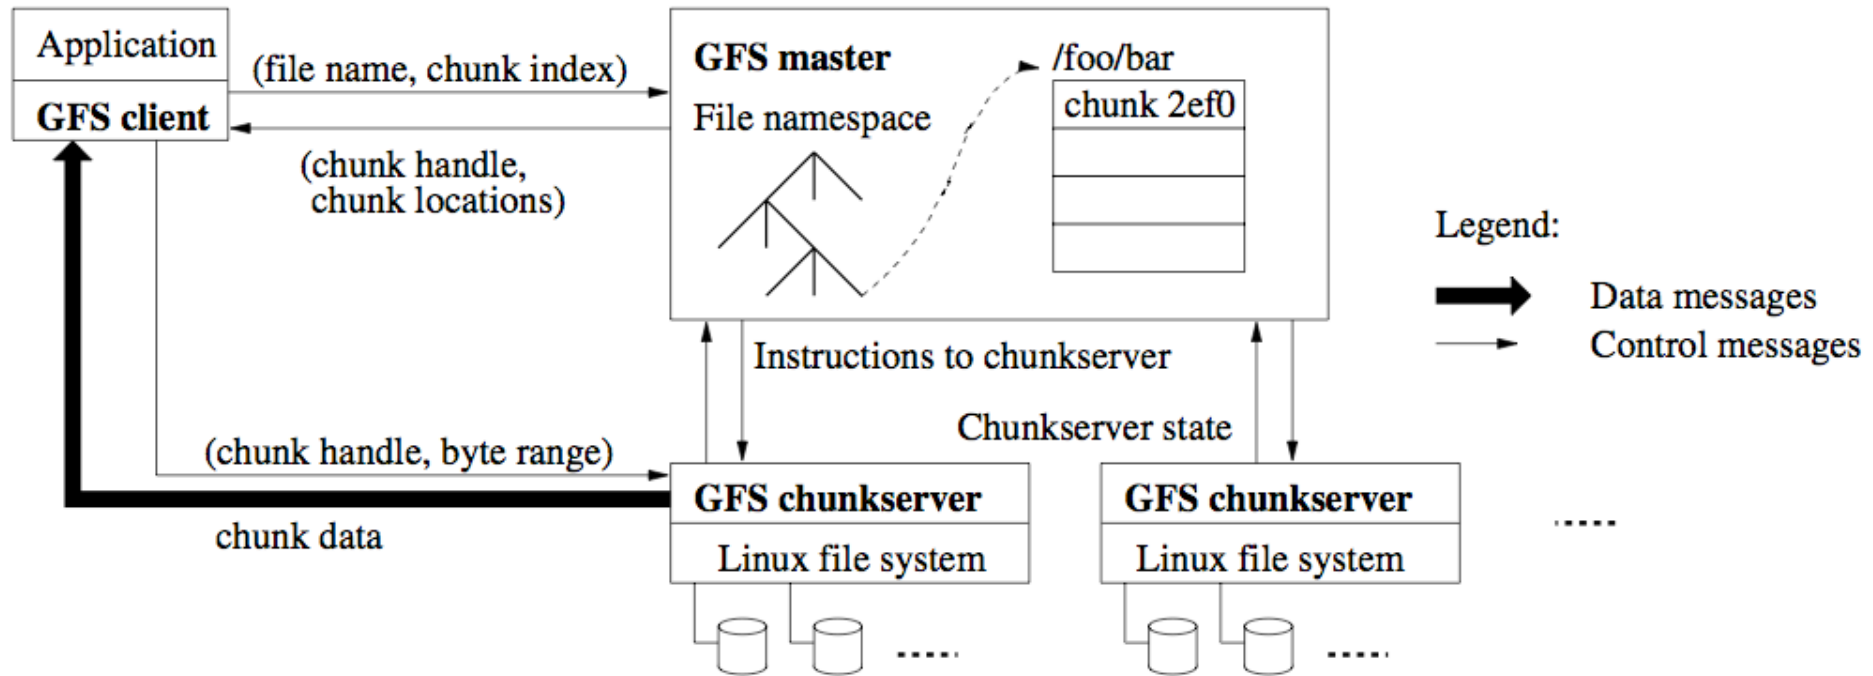 Application
GFS client
(file name, chunk index)
(chunk handle,
chunk locations)
GFS master
File namespace
/foo/bar
chunk 2ef0
Legend:
Data messages
Control messages
Instructions to chunkserver
Chunkserver state
(chunk handle, byte range)
chunk data
GFS chunkserver
Linux file system
GFS chunkserver
Linux file system